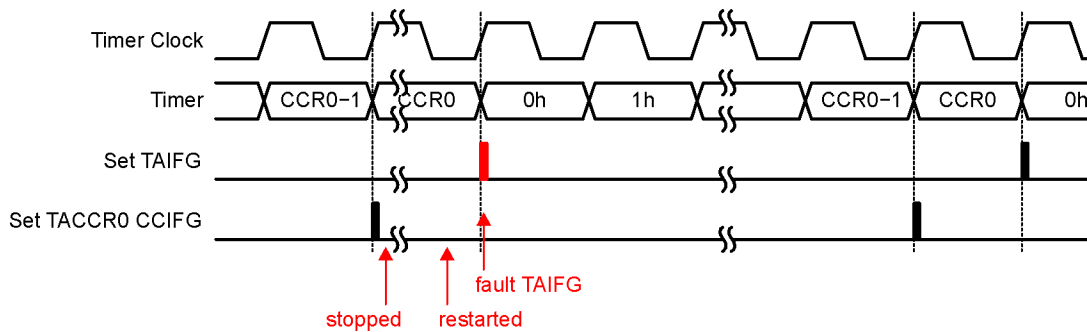 Timer Clock
Timer CCR0−1 CCR0 0h 1h CCR0−1 CCR0 0h
Set TAIFG
Set TACCR0 CCIFG
fault TAIFG
stopped restarted